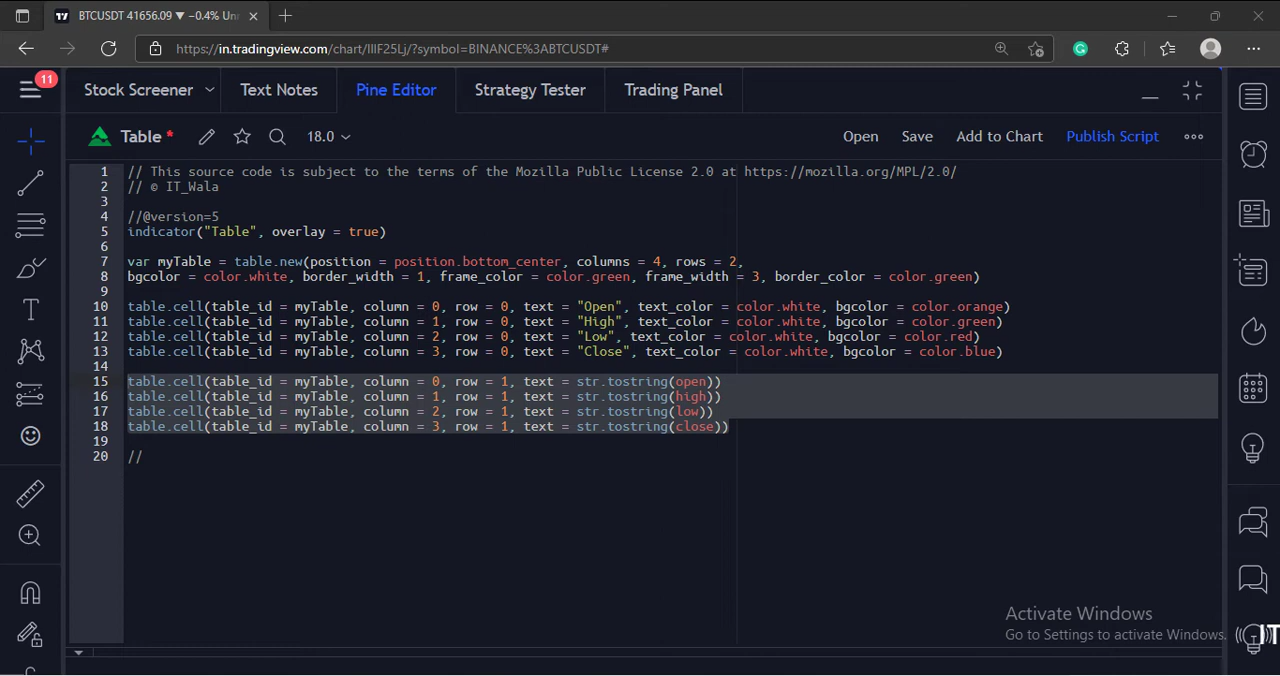 BTCUSDT 41656.09 ▼ −0.4% Un
https://in.tradingview.com/chart/IIIF25Lj/?symbol=BINANCE%3ABTCUSDT#
11
Stock Screener
Text Notes
Pine Editor
Strategy Tester
Trading Panel
Table *
18.0
Open
Save
Add to Chart
Publish Script
1 // This source code is subject to the terms of the Mozilla Public License 2.0 at https://mozilla.org/MPL/2.0/
2 // © IT_Wala
3
4 //@version=5
5 indicator("Table", overlay = true)
6
7 var myTable = table.new(position = position.bottom_center, columns = 4, rows = 2,
8 bgcolor = color.white, border_width = 1, frame_color = color.green, frame_width = 3, border_color = color.green)
9
10 table.cell(table_id = myTable, column = 0, row = 0, text = "Open", text_color = color.white, bgcolor = color.orange)
11 table.cell(table_id = myTable, column = 1, row = 0, text = "High", text_color = color.white, bgcolor = color.green)
12 table.cell(table_id = myTable, column = 2, row = 0, text = "Low", text_color = color.white, bgcolor = color.red)
13 table.cell(table_id = myTable, column = 3, row = 0, text = "Close", text_color = color.white, bgcolor = color.blue)
14
15 table.cell(table_id = myTable, column = 0, row = 1, text = str.tostring(open))
16 table.cell(table_id = myTable, column = 1, row = 1, text = str.tostring(high))
17 table.cell(table_id = myTable, column = 2, row = 1, text = str.tostring(low))
18 table.cell(table_id = myTable, column = 3, row = 1, text = str.tostring(close))
19
20 //
Activate Windows
Go to Settings to activate Windows.
IT